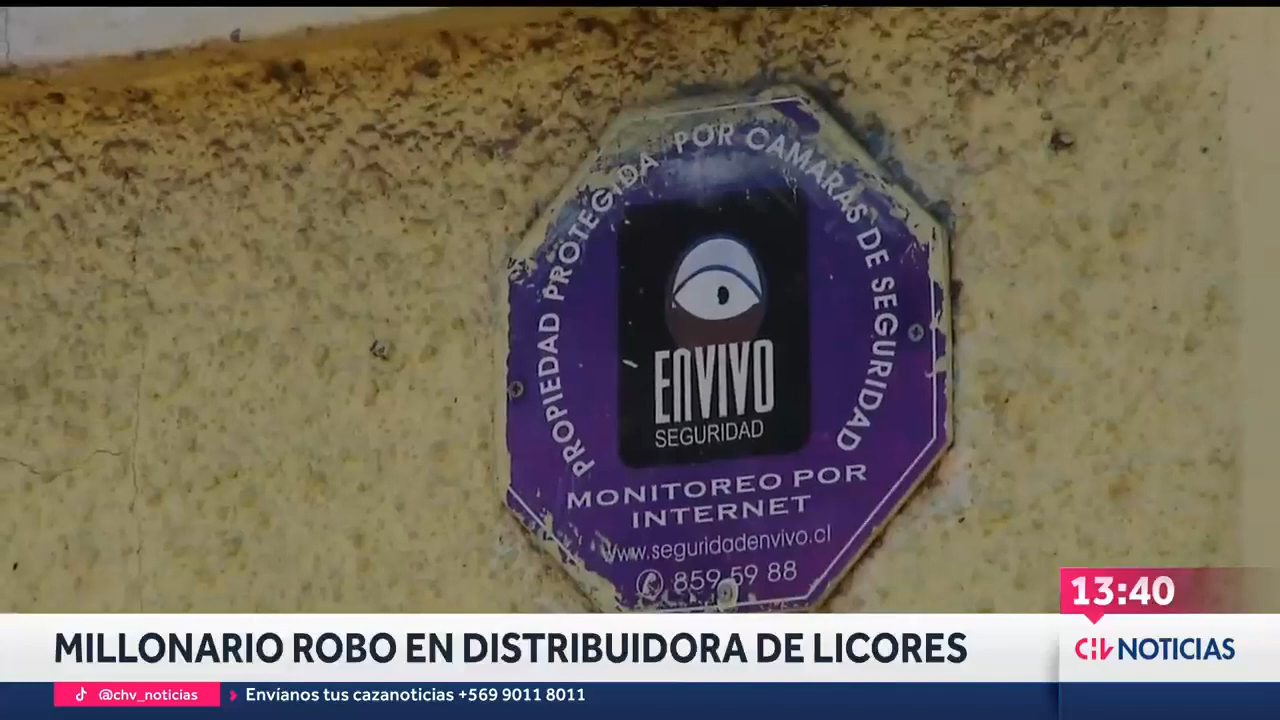 PROPIEDAD PROTEGIDA POR CAMARAS DE SEGURIDAD
ENVIVO
SEGURIDAD
MONITOREO POR
INTERNET
www.seguridadenvivo.cl
859 59 88
13:40
MILLONARIO ROBO EN DISTRIBUIDORA DE LICORES
CHV NOTICIAS
@chv_noticias
Envíanos tus cazanoticias +569 9011 8011